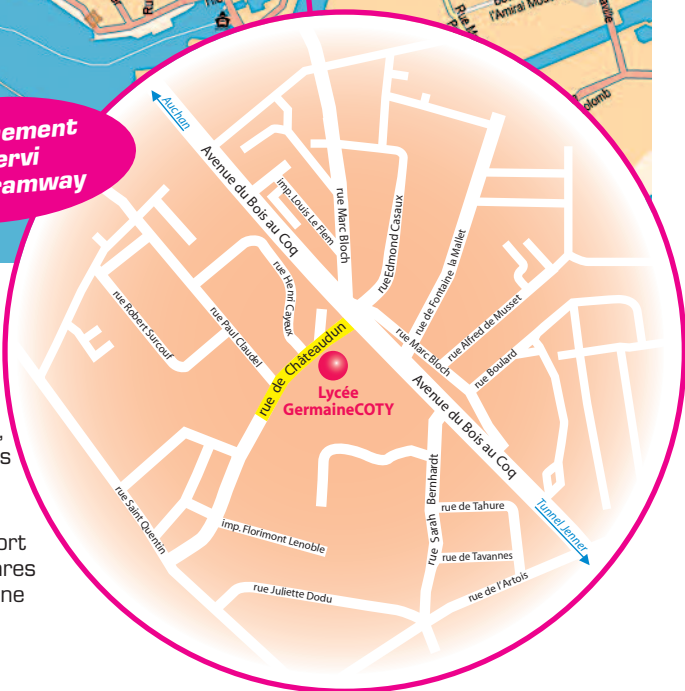 l'Amiral Mou
olomb
ement
ervi
amway
Auchan
Avenue du Bois au Coq
imp. Louis Le Flem
rue Marc Bloch
rue Edmond Casaux
rue de Fontaine la Mallet
rue Henri Cayeux
rue Robert Surcouf
rue Paul Claudel
rue Alfred de Musset
rue Marc Bloch
rue Boulard
rue de Châteaudun
Lycée
GermaineCOTY
Avenue du Bois au Coq
s
Tunnel Jenner
rue Sarah Bernhardt
rue de Tahure
rue Saint Quentin
imp. Florimont Lenoble
ort
res
ne
rue de Tavannes
rue de l'Artois
rue Juliette Dodu